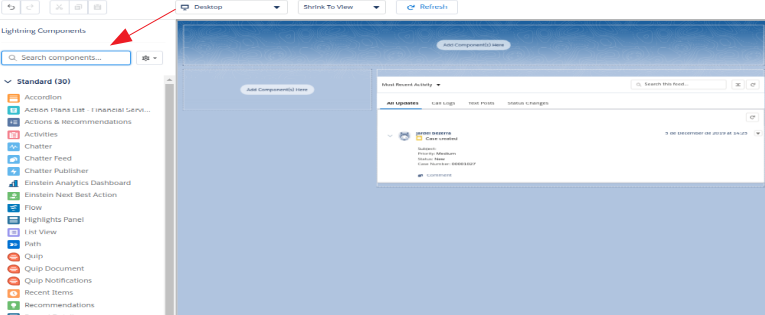 Desktop
Shrink To View
Refresh
Lightning Components
Search components...
Standard (30)
Accordion
Action Plans List - Financial Servi...
Actions & Recommendations
Activities
Chatter
Chatter Feed
Chatter Publisher
Einstein Analytics Dashboard
Einstein Next Best Action
Flow
Highlights Panel
List View
Path
Quip
Quip Document
Quip Notifications
Recent Items
Recommendations
Add Component(s) Here
Add Component(s) Here
Most Recent Activity
Search this feed...
All Updates
Call Logs
Text Posts
Status Changes
5 de December de 2019 at 14:25
Case created
Subject:
Priority: Medium
Status: New
Case Number: 00001027
Comment